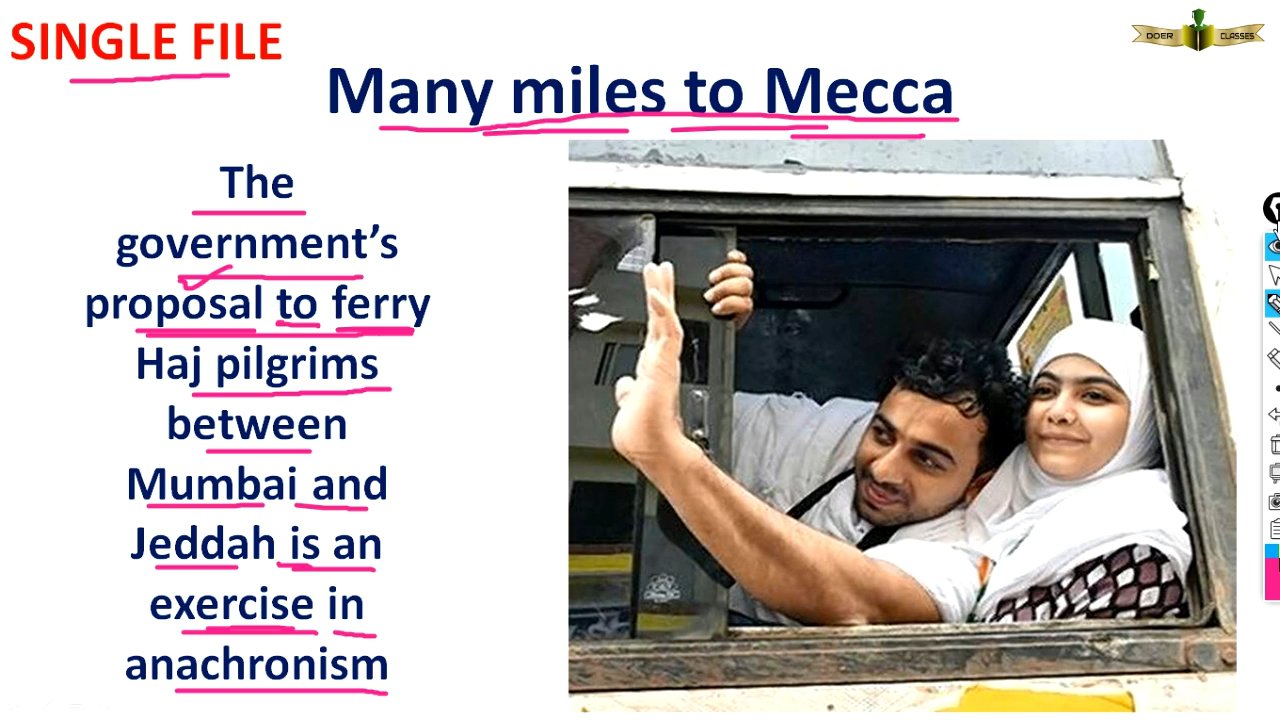 SINGLE FILE
DOER CLASSES
Many miles to Mecca
The
government’s
proposal to ferry
Haj pilgrims
between
Mumbai and
Jeddah is an
exercise in
anachronism